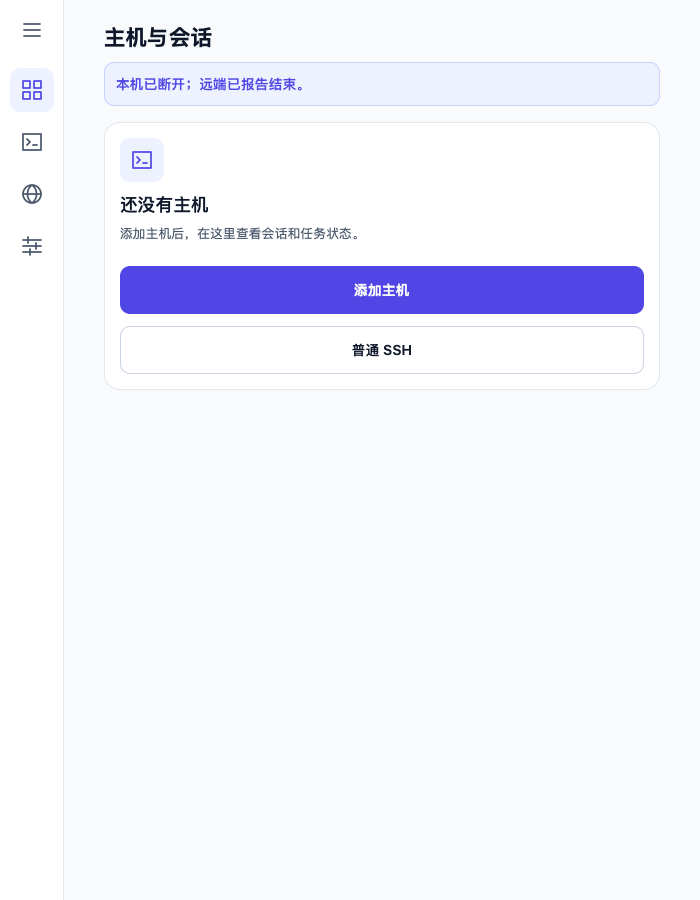 主机与会话
本机已断开；远端已报告结束。
还没有主机
添加主机后，在这里查看会话和任务状态。
添加主机
普通 SSH